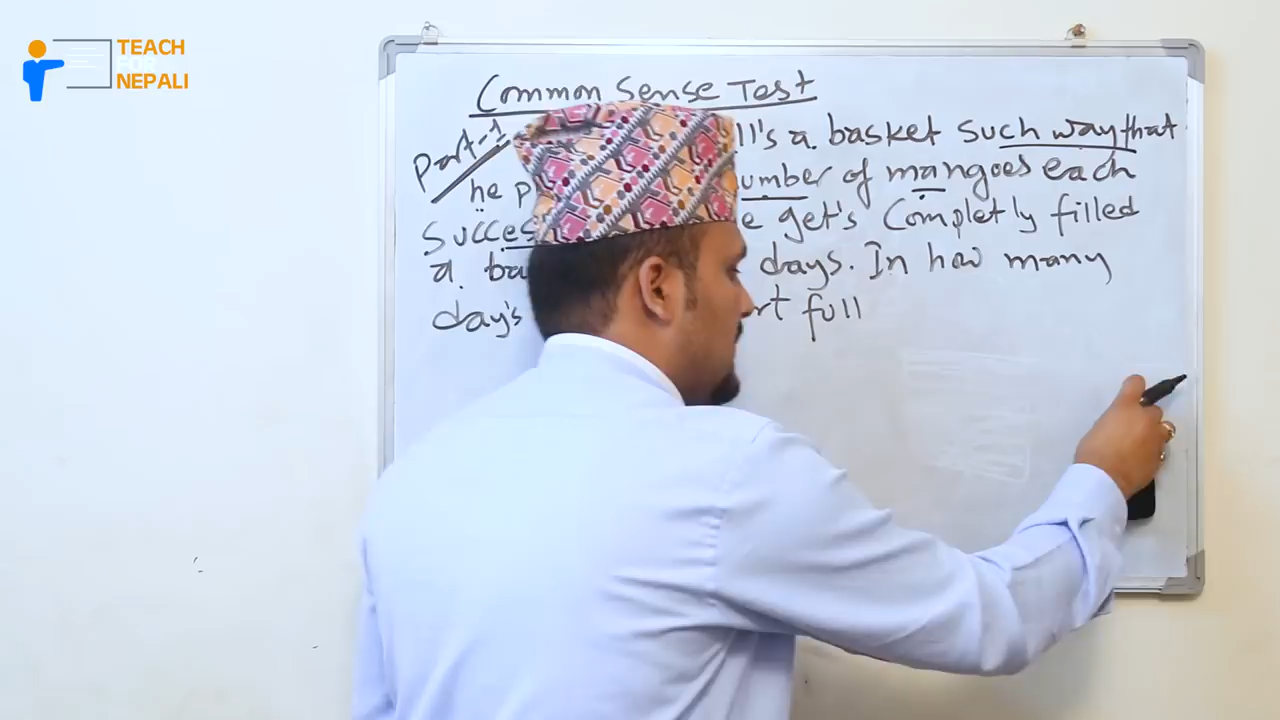 TEACH
FOR
NEPALI
Common Sense Test
Part-1 ll's a basket such way that
he p umber of mangoes each
Succes e get's Completly filled
a ba days. In how many
day's rt full